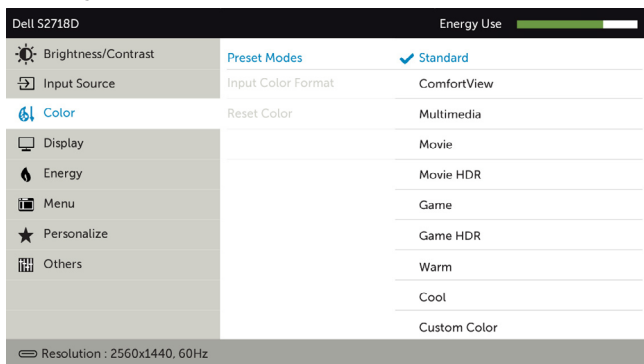 Dell S2718D Energy Use
Brightness/Contrast Preset Modes Standard
Input Source Input Color Format ComfortView
Color Reset Color Multimedia
Display Movie
Energy Movie HDR
Menu Game
Personalize Game HDR
Others Warm
Cool
Custom Color
Resolution : 2560x1440, 60Hz